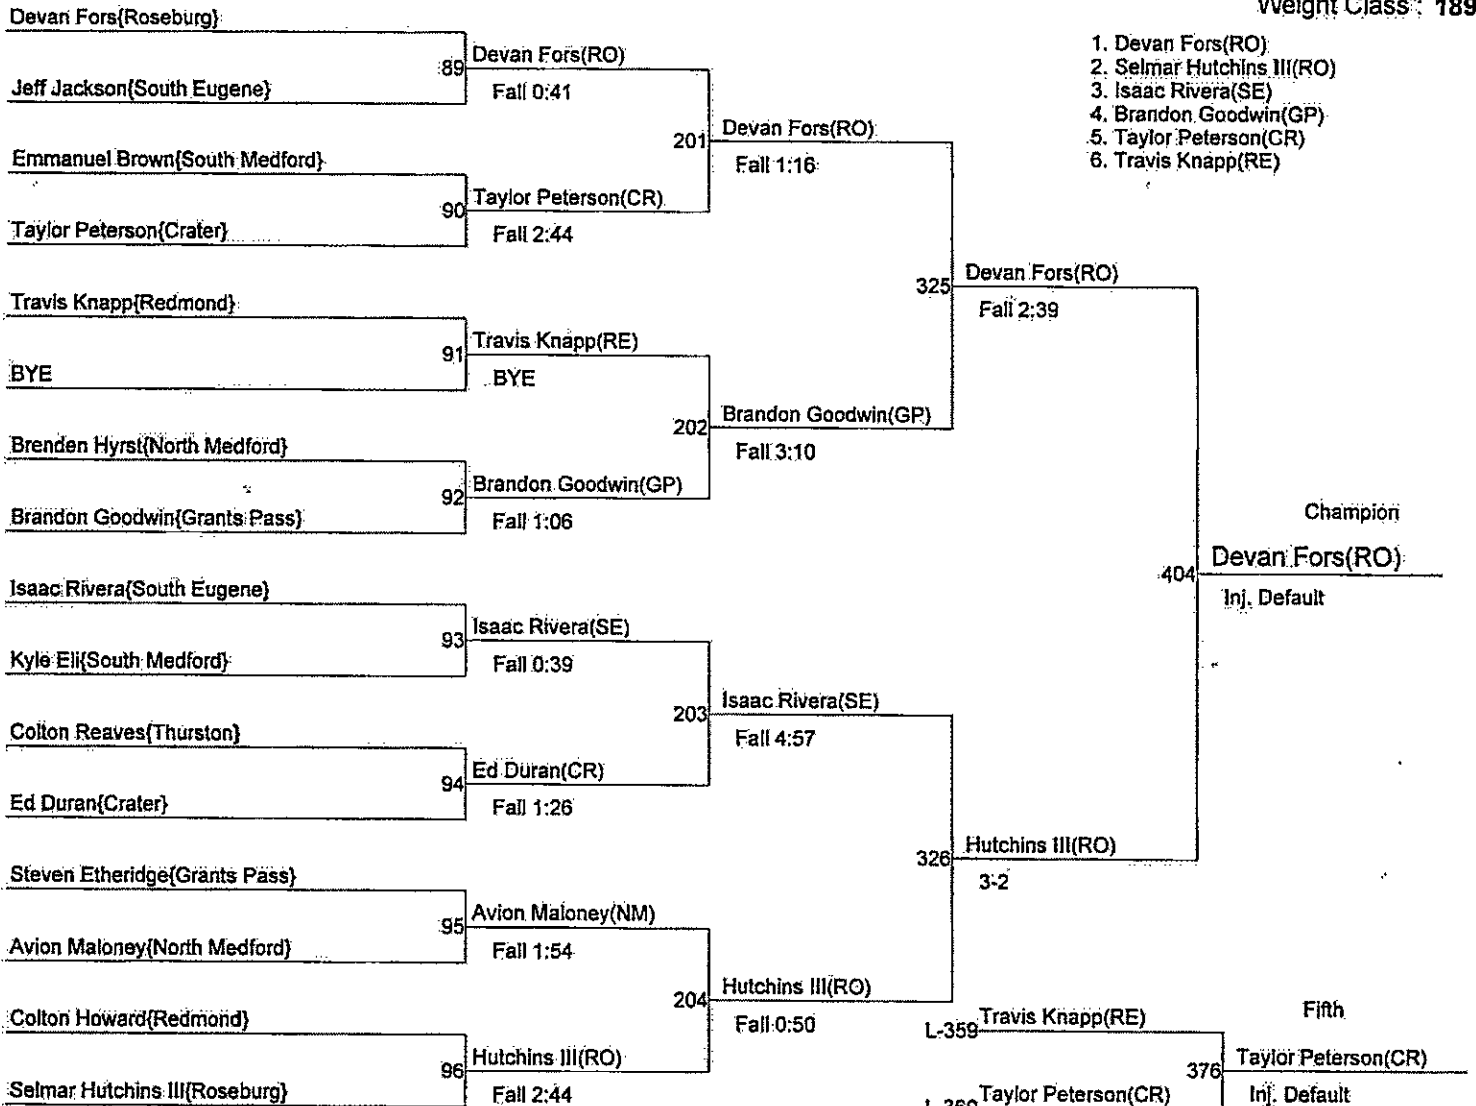 Weight Class : 189
1. Devan Fors(RO)
2. Selmar Hutchins III(RO)
3. Isaac Rivera(SE)
4. Brandon Goodwin(GP)
5. Taylor Peterson(CR)
6. Travis Knapp(RE)
Devan Fors{Roseburg}
89 Devan Fors(RO)
Jeff Jackson{South Eugene}
Fall 0:41
201 Devan Fors(RO)
Fall 1:16
Emmanuel Brown{South Medford}
90 Taylor Peterson(CR)
Taylor Peterson{Crater}
Fall 2:44
325 Devan Fors(RO)
Fall 2:39
Travis Knapp{Redmond}
91 Travis Knapp(RE)
BYE
BYE
202 Brandon Goodwin(GP)
Fall 3:10
Brenden Hyrst{North Medford}
92 Brandon Goodwin(GP)
Brandon Goodwin{Grants Pass}
Fall 1:06
Champion
404 Devan Fors(RO)
Inj. Default
Isaac Rivera{South Eugene}
93 Isaac Rivera(SE)
Kyle Eli{South Medford}
Fall 0:39
203 Isaac Rivera(SE)
Fall 4:57
Colton Reaves{Thurston}
94 Ed Duran(CR)
Ed Duran{Crater}
Fall 1:26
326 Hutchins III(RO)
3-2
Steven Etheridge{Grants Pass}
95 Avion Maloney(NM)
Avion Maloney{North Medford}
Fall 1:54
204 Hutchins III(RO)
Fall 0:50
Colton Howard{Redmond}
96 Hutchins III(RO)
Selmar Hutchins III{Roseburg}
Fall 2:44
Fifth
L-359 Travis Knapp(RE)
376 Taylor Peterson(CR)
Inj. Default
L-360 Taylor Peterson(CR)